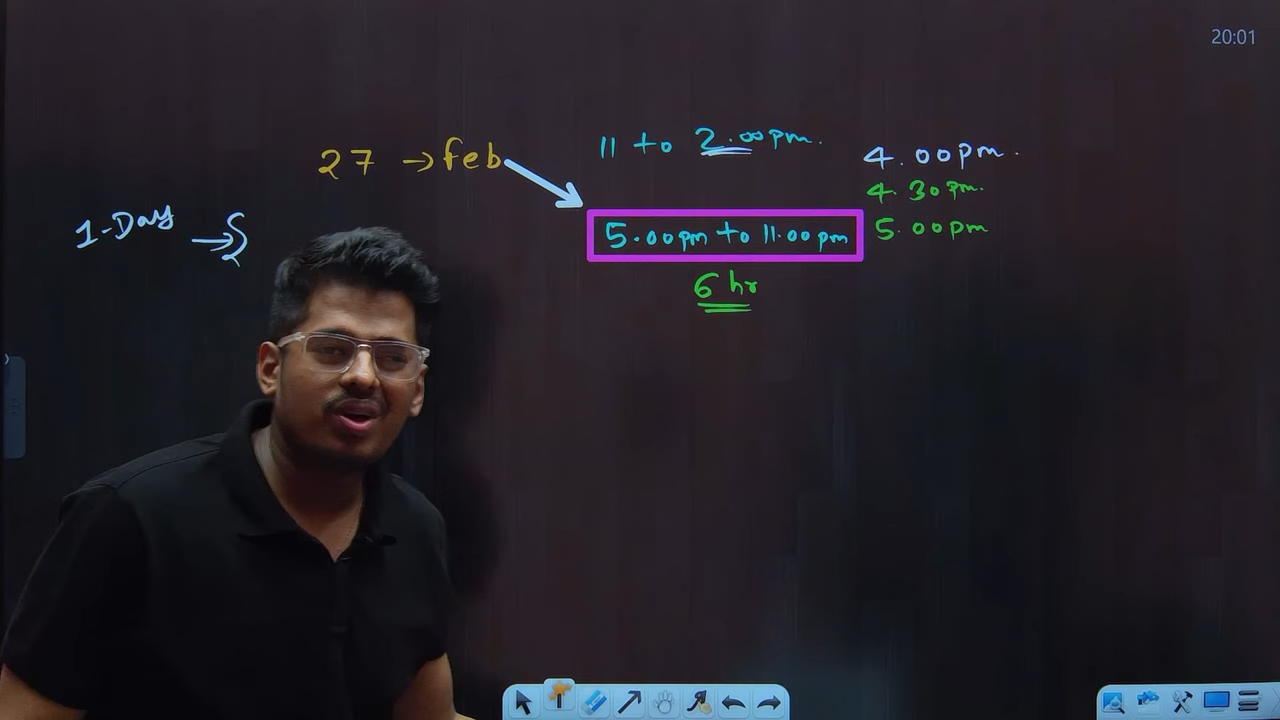 20:01
11 to 2.00pm.
27 → Feb
4.00pm.
4.30pm.
1-Day →
5.00pm to 11.00pm
5.00pm
6 hr